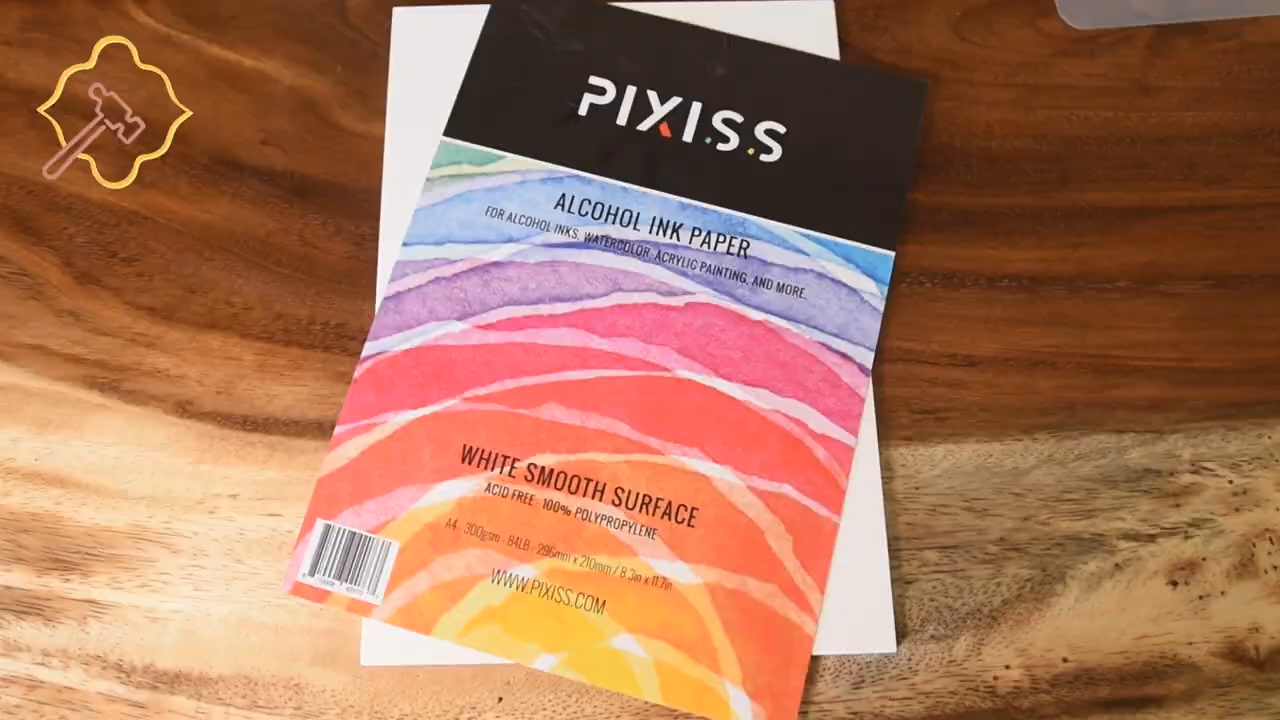 PIXISS
ALCOHOL INK PAPER
FOR ALCOHOL INKS, WATERCOLOR, ACRYLIC PAINTING, AND MORE.
WHITE SMOOTH SURFACE
ACID FREE · 100% POLYPROPYLENE
A4 · 300gsm · 84LB · 296mm x 210mm / 8.3in x 11.7in
WWW.PIXISS.COM